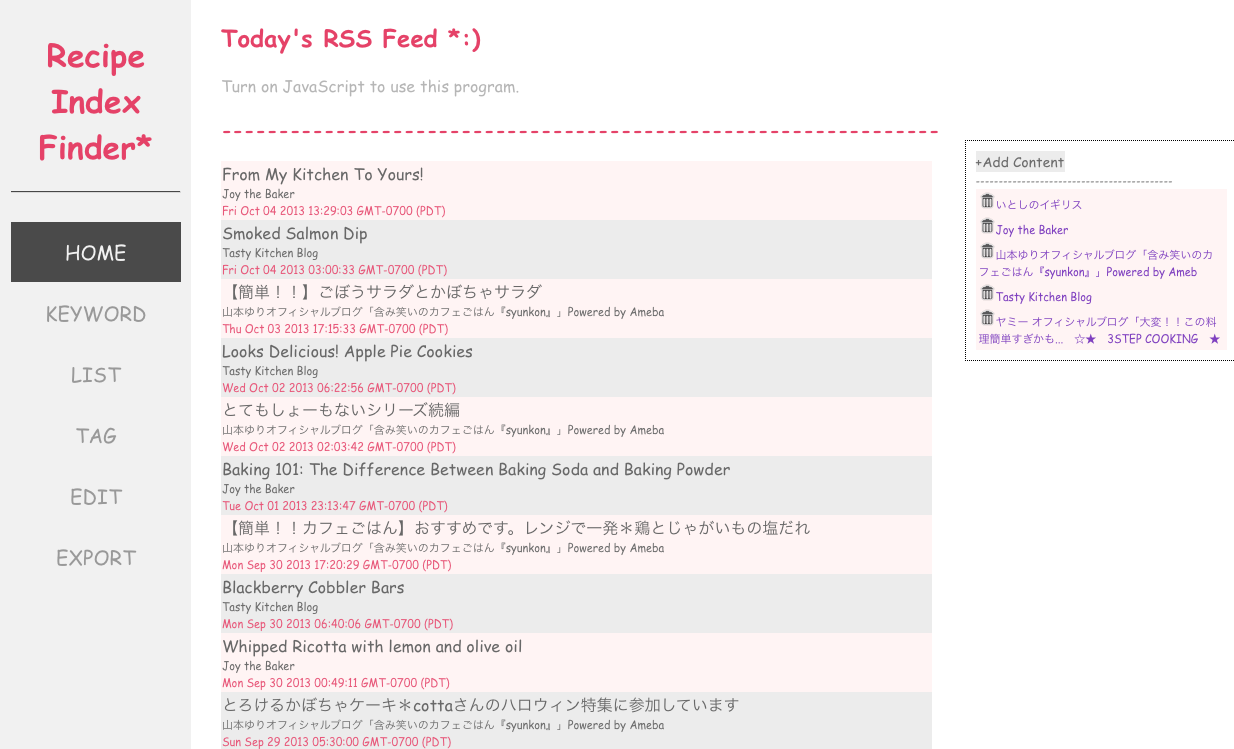 Recipe
Index
Finder*
HOME
KEYWORD
LIST
TAG
EDIT
EXPORT
Today's RSS Feed *:)
Turn on JavaScript to use this program.
From My Kitchen To Yours!
Joy the Baker
Fri Oct 04 2013 13:29:03 GMT-0700 (PDT)
Smoked Salmon Dip
Tasty Kitchen Blog
Fri Oct 04 2013 03:00:33 GMT-0700 (PDT)
【簡単！！】ごぼうサラダとかぼちゃサラダ
山本ゆりオフィシャルブログ「含み笑いのカフェごはん『syunkon』」Powered by Ameba
Thu Oct 03 2013 17:15:33 GMT-0700 (PDT)
Looks Delicious! Apple Pie Cookies
Tasty Kitchen Blog
Wed Oct 02 2013 06:22:56 GMT-0700 (PDT)
とてもしょーもないシリーズ続編
山本ゆりオフィシャルブログ「含み笑いのカフェごはん『syunkon』」Powered by Ameba
Wed Oct 02 2013 02:03:42 GMT-0700 (PDT)
Baking 101: The Difference Between Baking Soda and Baking Powder
Joy the Baker
Tue Oct 01 2013 23:13:47 GMT-0700 (PDT)
【簡単！！カフェごはん】おすすめです。レンジで一発＊鶏とじゃがいもの塩だれ
山本ゆりオフィシャルブログ「含み笑いのカフェごはん『syunkon』」Powered by Ameba
Mon Sep 30 2013 17:20:29 GMT-0700 (PDT)
Blackberry Cobbler Bars
Tasty Kitchen Blog
Mon Sep 30 2013 06:40:06 GMT-0700 (PDT)
Whipped Ricotta with lemon and olive oil
Joy the Baker
Mon Sep 30 2013 00:49:11 GMT-0700 (PDT)
とろけるかぼちゃケーキ＊cottaさんのハロウィン特集に参加しています
山本ゆりオフィシャルブログ「含み笑いのカフェごはん『syunkon』」Powered by Ameba
Sun Sep 29 2013 05:30:00 GMT-0700 (PDT)
+Add Content
いとしのイギリス
Joy the Baker
山本ゆりオフィシャルブログ「含み笑いのカ
フェごはん『syunkon』」Powered by Ameb
Tasty Kitchen Blog
ヤミー オフィシャルブログ「大変！！この料
理簡単すぎかも... ☆★ 3STEP COOKING ★